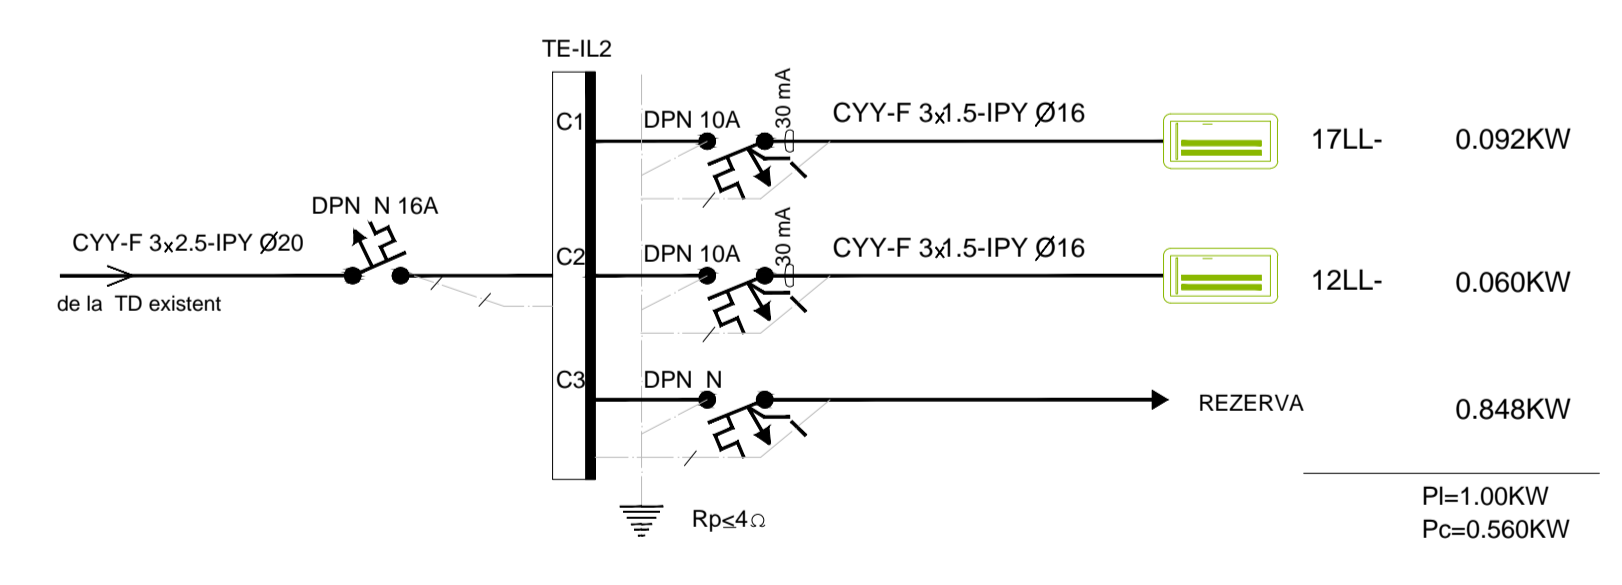 TE-IL2
C1
DPN 10A
30 mA
CYY-F 3x1.5-IPY Ø16
17LL-
0.092KW
DPN N 16A
CYY-F 3x2.5-IPY Ø20
de la TD existent
C2
DPN 10A
30 mA
CYY-F 3x1.5-IPY Ø16
12LL-
0.060KW
C3
DPN N
REZERVA
0.848KW
Rp≤4Ω
PI=1.00KW
Pc=0.560KW